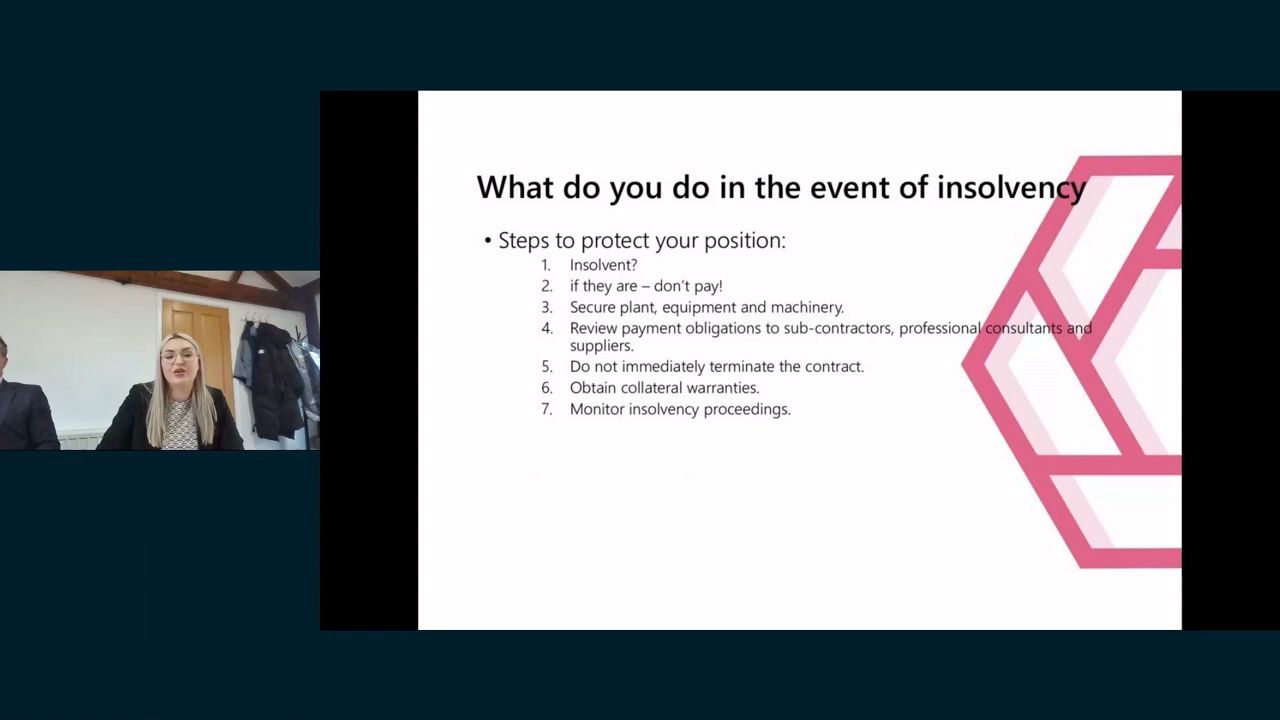 What do you do in the event of insolvency
• Steps to protect your position:
1. Insolvent?
2. if they are – don't pay!
3. Secure plant, equipment and machinery.
4. Review payment obligations to sub-contractors, professional consultants and
suppliers.
5. Do not immediately terminate the contract.
6. Obtain collateral warranties.
7. Monitor insolvency proceedings.